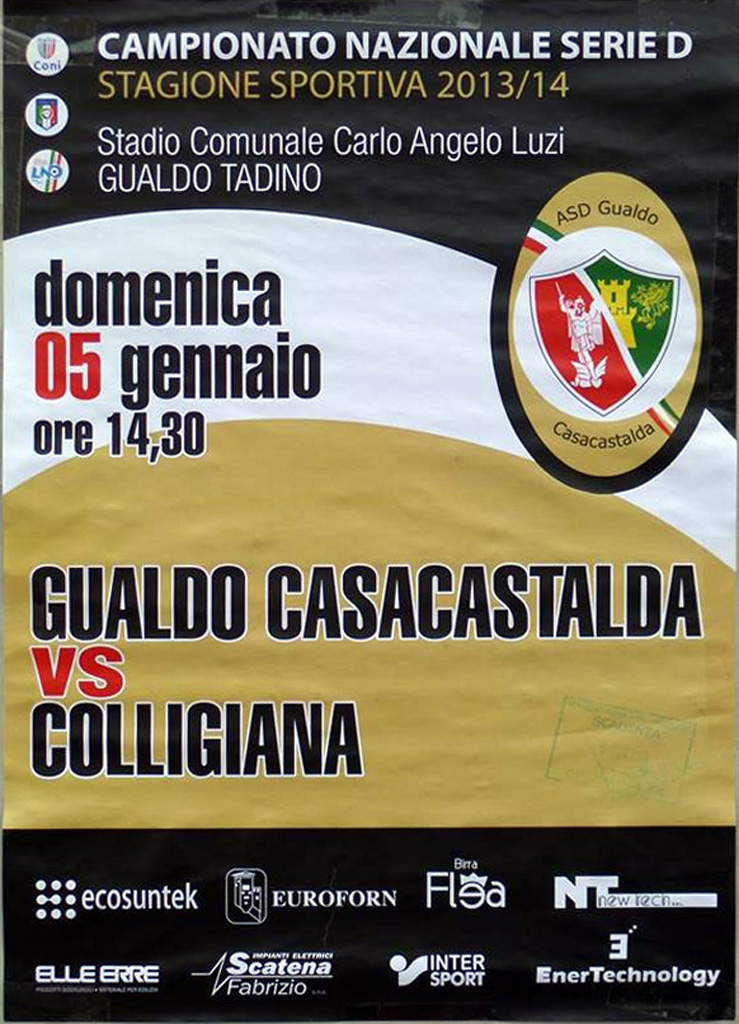 Coni
LND
CAMPIONATO NAZIONALE SERIE D
STAGIONE SPORTIVA 2013/14
Stadio Comunale Carlo Angelo Luzi
GUALDO TADINO
ASD Gualdo
Casacastalda
domenica
05 gennaio
ore 14,30
GUALDO CASACASTALDA
VS
COLLIGIANA
SCADENZA
ecosuntek
EUROFORN
Birra
Flea
NT new tech
ELLE ERRE
IMPIANTI ELETTRICI
Scatena
Fabrizio
INTER
SPORT
EnerTechnology